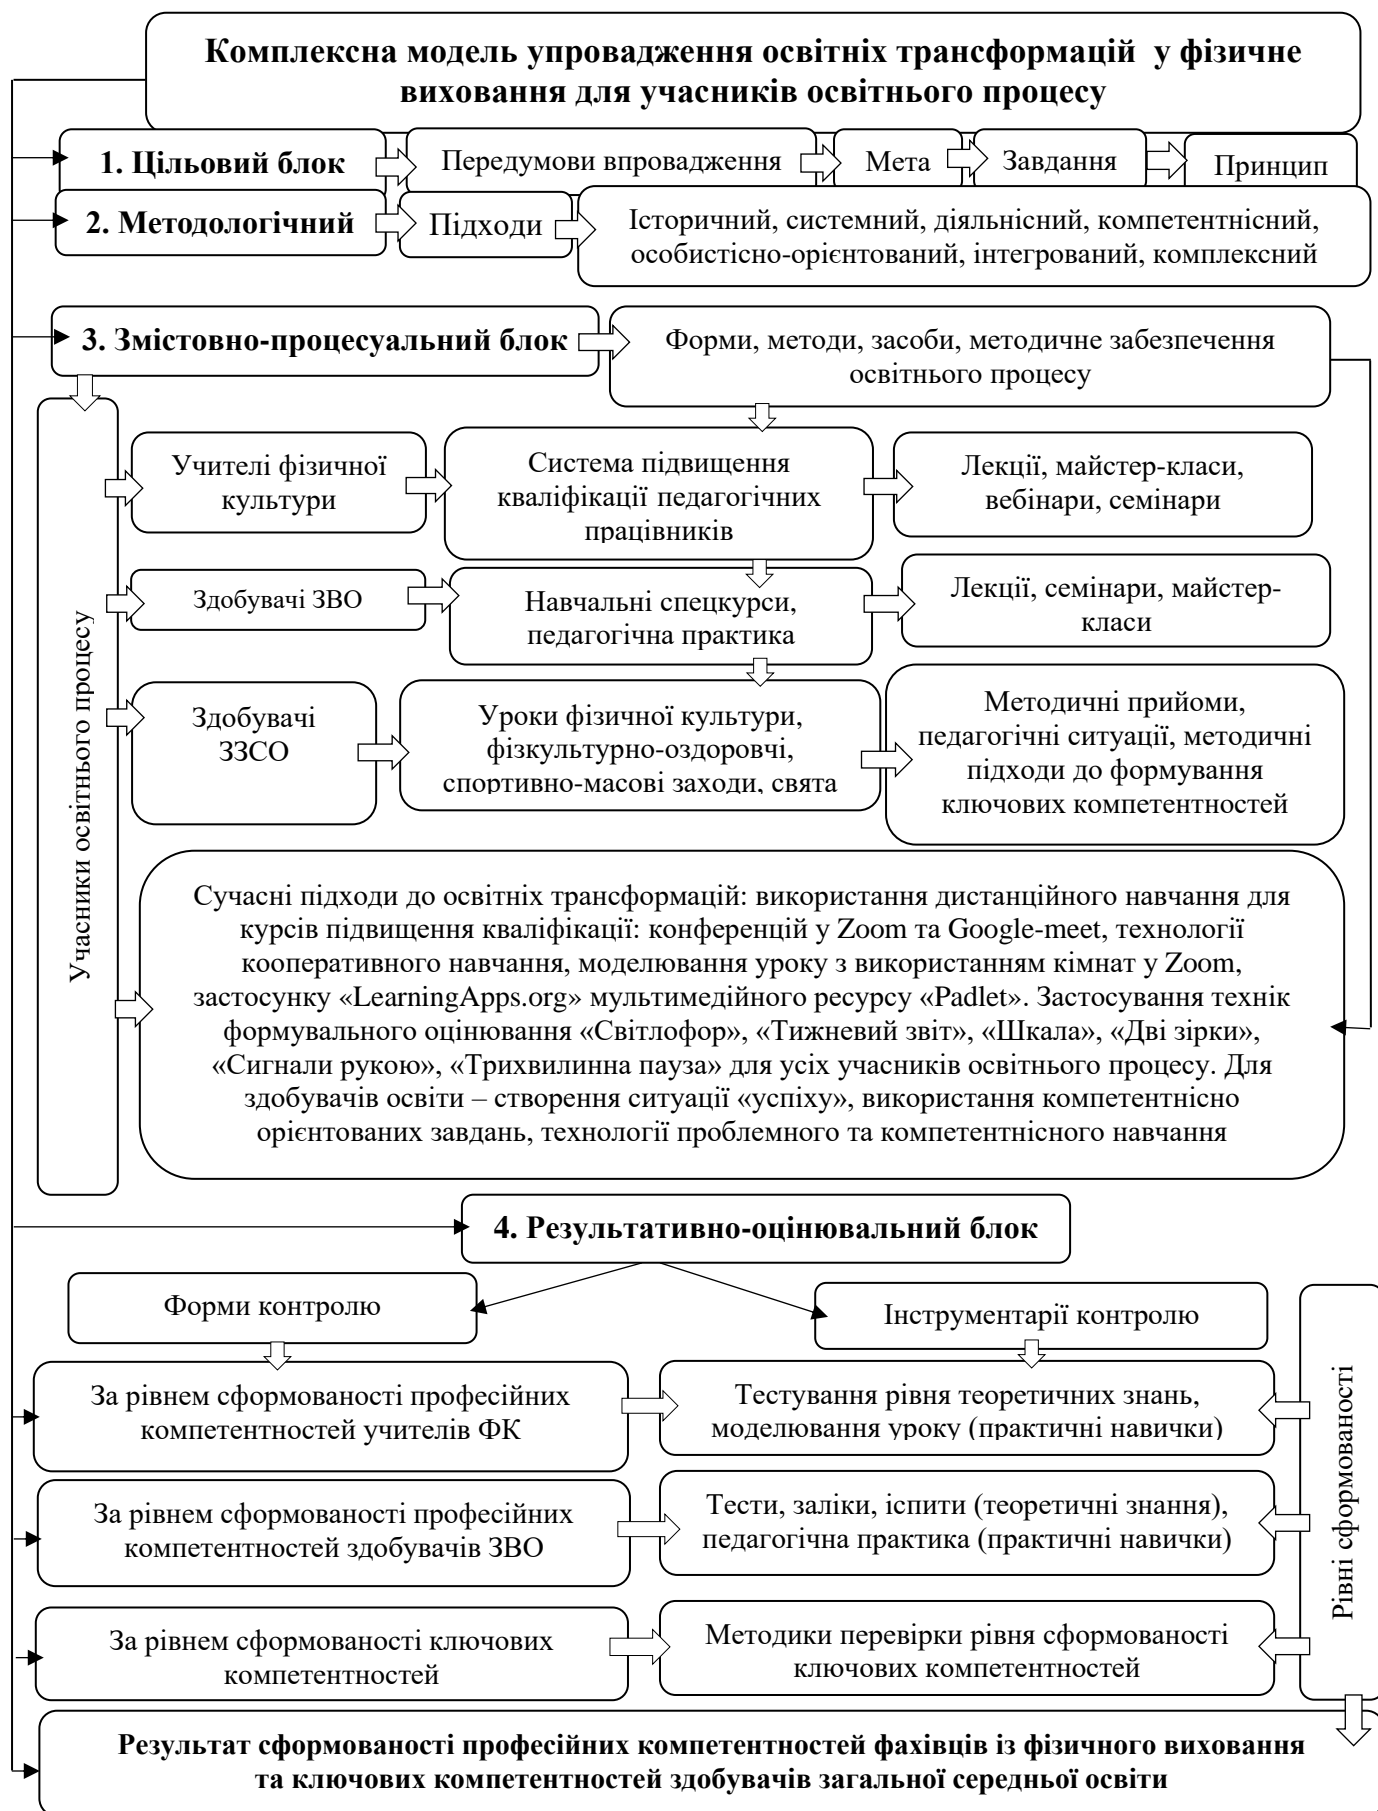 Комплексна модель упровадження освітніх трансформацій у фізичне
виховання для учасників освітнього процесу
1. Цільовий блок
Передумови впровадження
Мета
Завдання
Принцип
2. Методологічний
Підходи
Історичний, системний, діяльнісний, компетентнісний,
особистісно-орієнтований, інтегрований, комплексний
3. Змістовно-процесуальний блок
Форми, методи, засоби, методичне забезпечення
освітнього процесу
Учасники освітнього процесу
Учителі фізичної
культури
Система підвищення
кваліфікації педагогічних
працівників
Лекції, майстер-класи,
вебінари, семінари
Здобувачі ЗВО
Навчальні спецкурси,
педагогічна практика
Лекції, семінари, майстер-
класи
Здобувачі
ЗЗСО
Уроки фізичної культури,
фізкультурно-оздоровчі,
спортивно-масові заходи, свята
Методичні прийоми,
педагогічні ситуації, методичні
підходи до формування
ключових компетентностей
Сучасні підходи до освітніх трансформацій: використання дистанційного навчання для
курсів підвищення кваліфікації: конференцій у Zoom та Google-meet, технології
кооперативного навчання, моделювання уроку з використанням кімнат у Zoom,
застосунку «LearningApps.org» мультимедійного ресурсу «Padlet». Застосування технік
формувального оцінювання «Світлофор», «Тижневий звіт», «Шкала», «Дві зірки»,
«Сигнали рукою», «Трихвилинна пауза» для усіх учасників освітнього процесу. Для
здобувачів освіти – створення ситуації «успіху», використання компетентнісно
орієнтованих завдань, технології проблемного та компетентнісного навчання
4. Результативно-оцінювальний блок
Форми контролю
Інструментарії контролю
Рівні сформованості
За рівнем сформованості професійних
компетентностей учителів ФК
Тестування рівня теоретичних знань,
моделювання уроку (практичні навички)
За рівнем сформованості професійних
компетентностей здобувачів ЗВО
Тести, заліки, іспити (теоретичні знання),
педагогічна практика (практичні навички)
За рівнем сформованості ключових
компетентностей
Методики перевірки рівня сформованості
ключових компетентностей
Результат сформованості професійних компетентностей фахівців із фізичного виховання
та ключових компетентностей здобувачів загальної середньої освіти